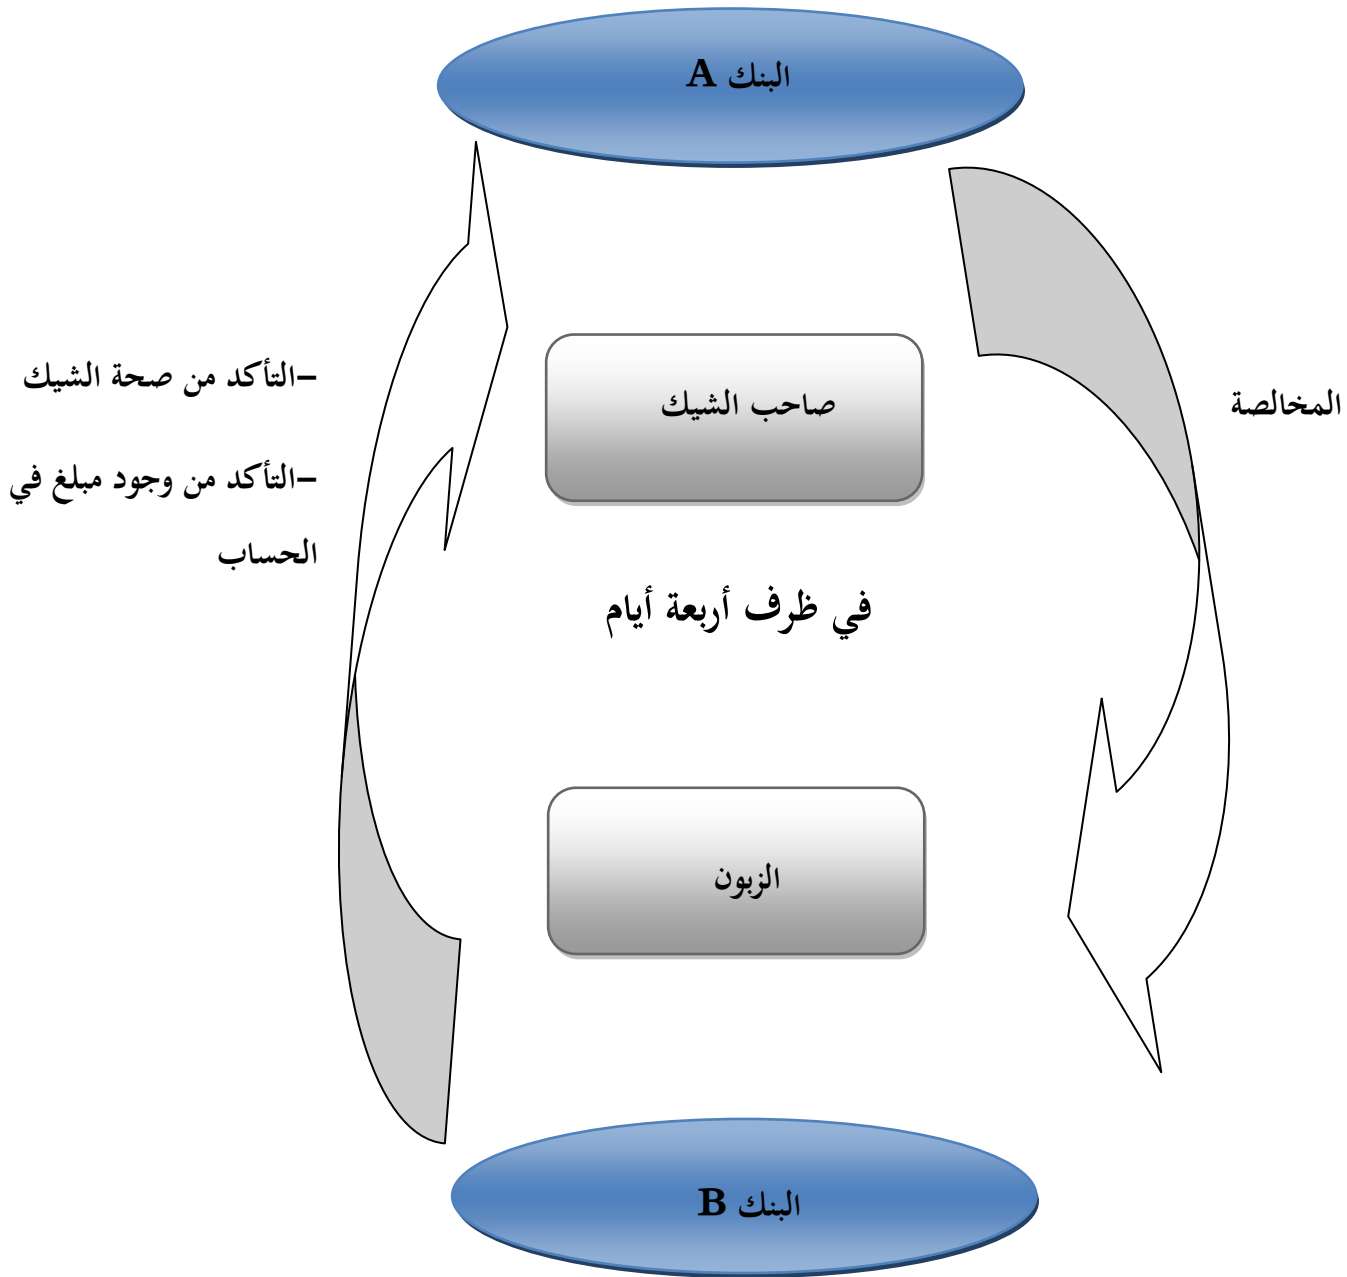 البنك A
–التأكد من صحة الشيك
المخالصة
صاحب الشيك
–التأكد من وجود مبلغ في
الحساب
في ظرف أربعة أيام
الزبون
البنك B